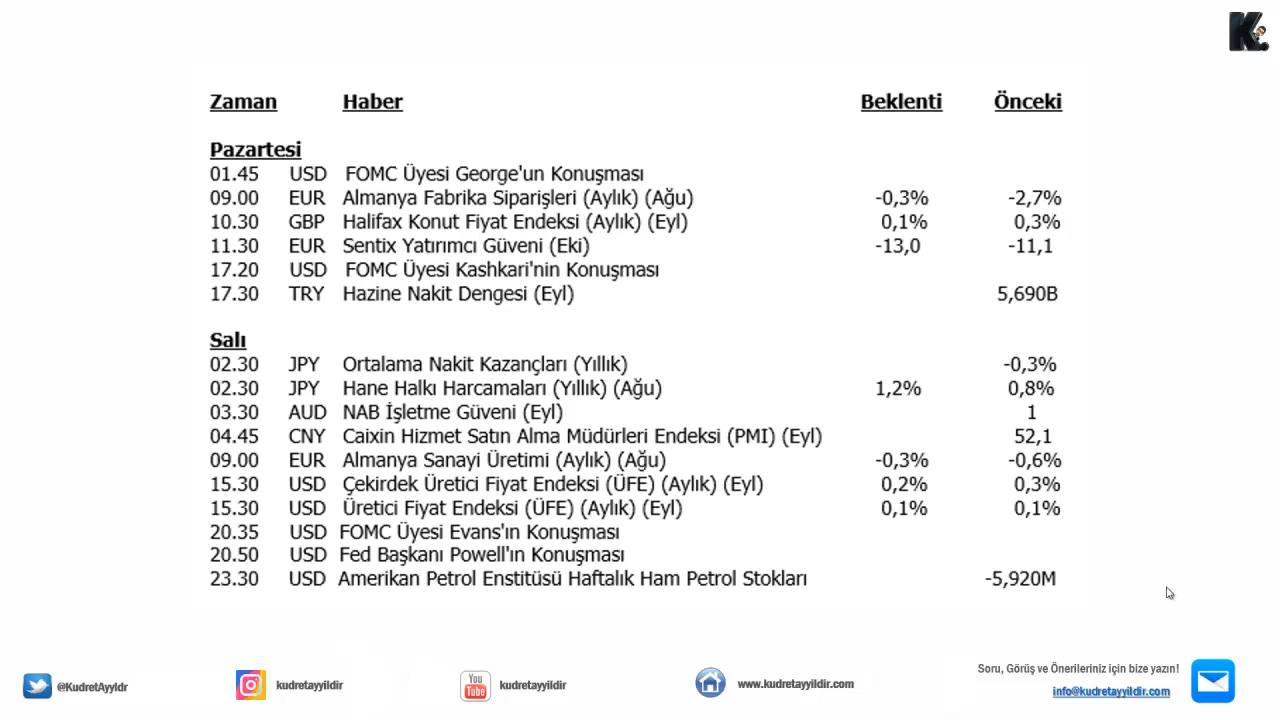 K.
Zaman Haber Beklenti Önceki
Pazartesi
01.45 USD FOMC Üyesi George'un Konuşması
09.00 EUR Almanya Fabrika Siparişleri (Aylık) (Ağu) -0,3% -2,7%
10.30 GBP Halifax Konut Fiyat Endeksi (Aylık) (Eyl) 0,1% 0,3%
11.30 EUR Sentix Yatırımcı Güveni (Eki) -13,0 -11,1
17.20 USD FOMC Üyesi Kashkari'nin Konuşması
17.30 TRY Hazine Nakit Dengesi (Eyl) 5,690B
Salı
02.30 JPY Ortalama Nakit Kazançları (Yıllık) -0,3%
02.30 JPY Hane Halkı Harcamaları (Yıllık) (Ağu) 1,2% 0,8%
03.30 AUD NAB İşletme Güveni (Eyl) 1
04.45 CNY Caixin Hizmet Satın Alma Müdürleri Endeksi (PMI) (Eyl) 52,1
09.00 EUR Almanya Sanayi Üretimi (Aylık) (Ağu) -0,3% -0,6%
15.30 USD Çekirdek Üretici Fiyat Endeksi (ÜFE) (Aylık) (Eyl) 0,2% 0,3%
15.30 USD Üretici Fiyat Endeksi (ÜFE) (Aylık) (Eyl) 0,1% 0,1%
20.35 USD FOMC Üyesi Evans'ın Konuşması
20.50 USD Fed Başkanı Powell'ın Konuşması
23.30 USD Amerikan Petrol Enstitüsü Haftalık Ham Petrol Stokları -5,920M
@KudretAyyldr
kudretayyildir
You Tube
kudretayyildir
www.kudretayyildir.com
Soru, Görüş ve Önerileriniz için bize yazın!
info@kudretayyildir.com